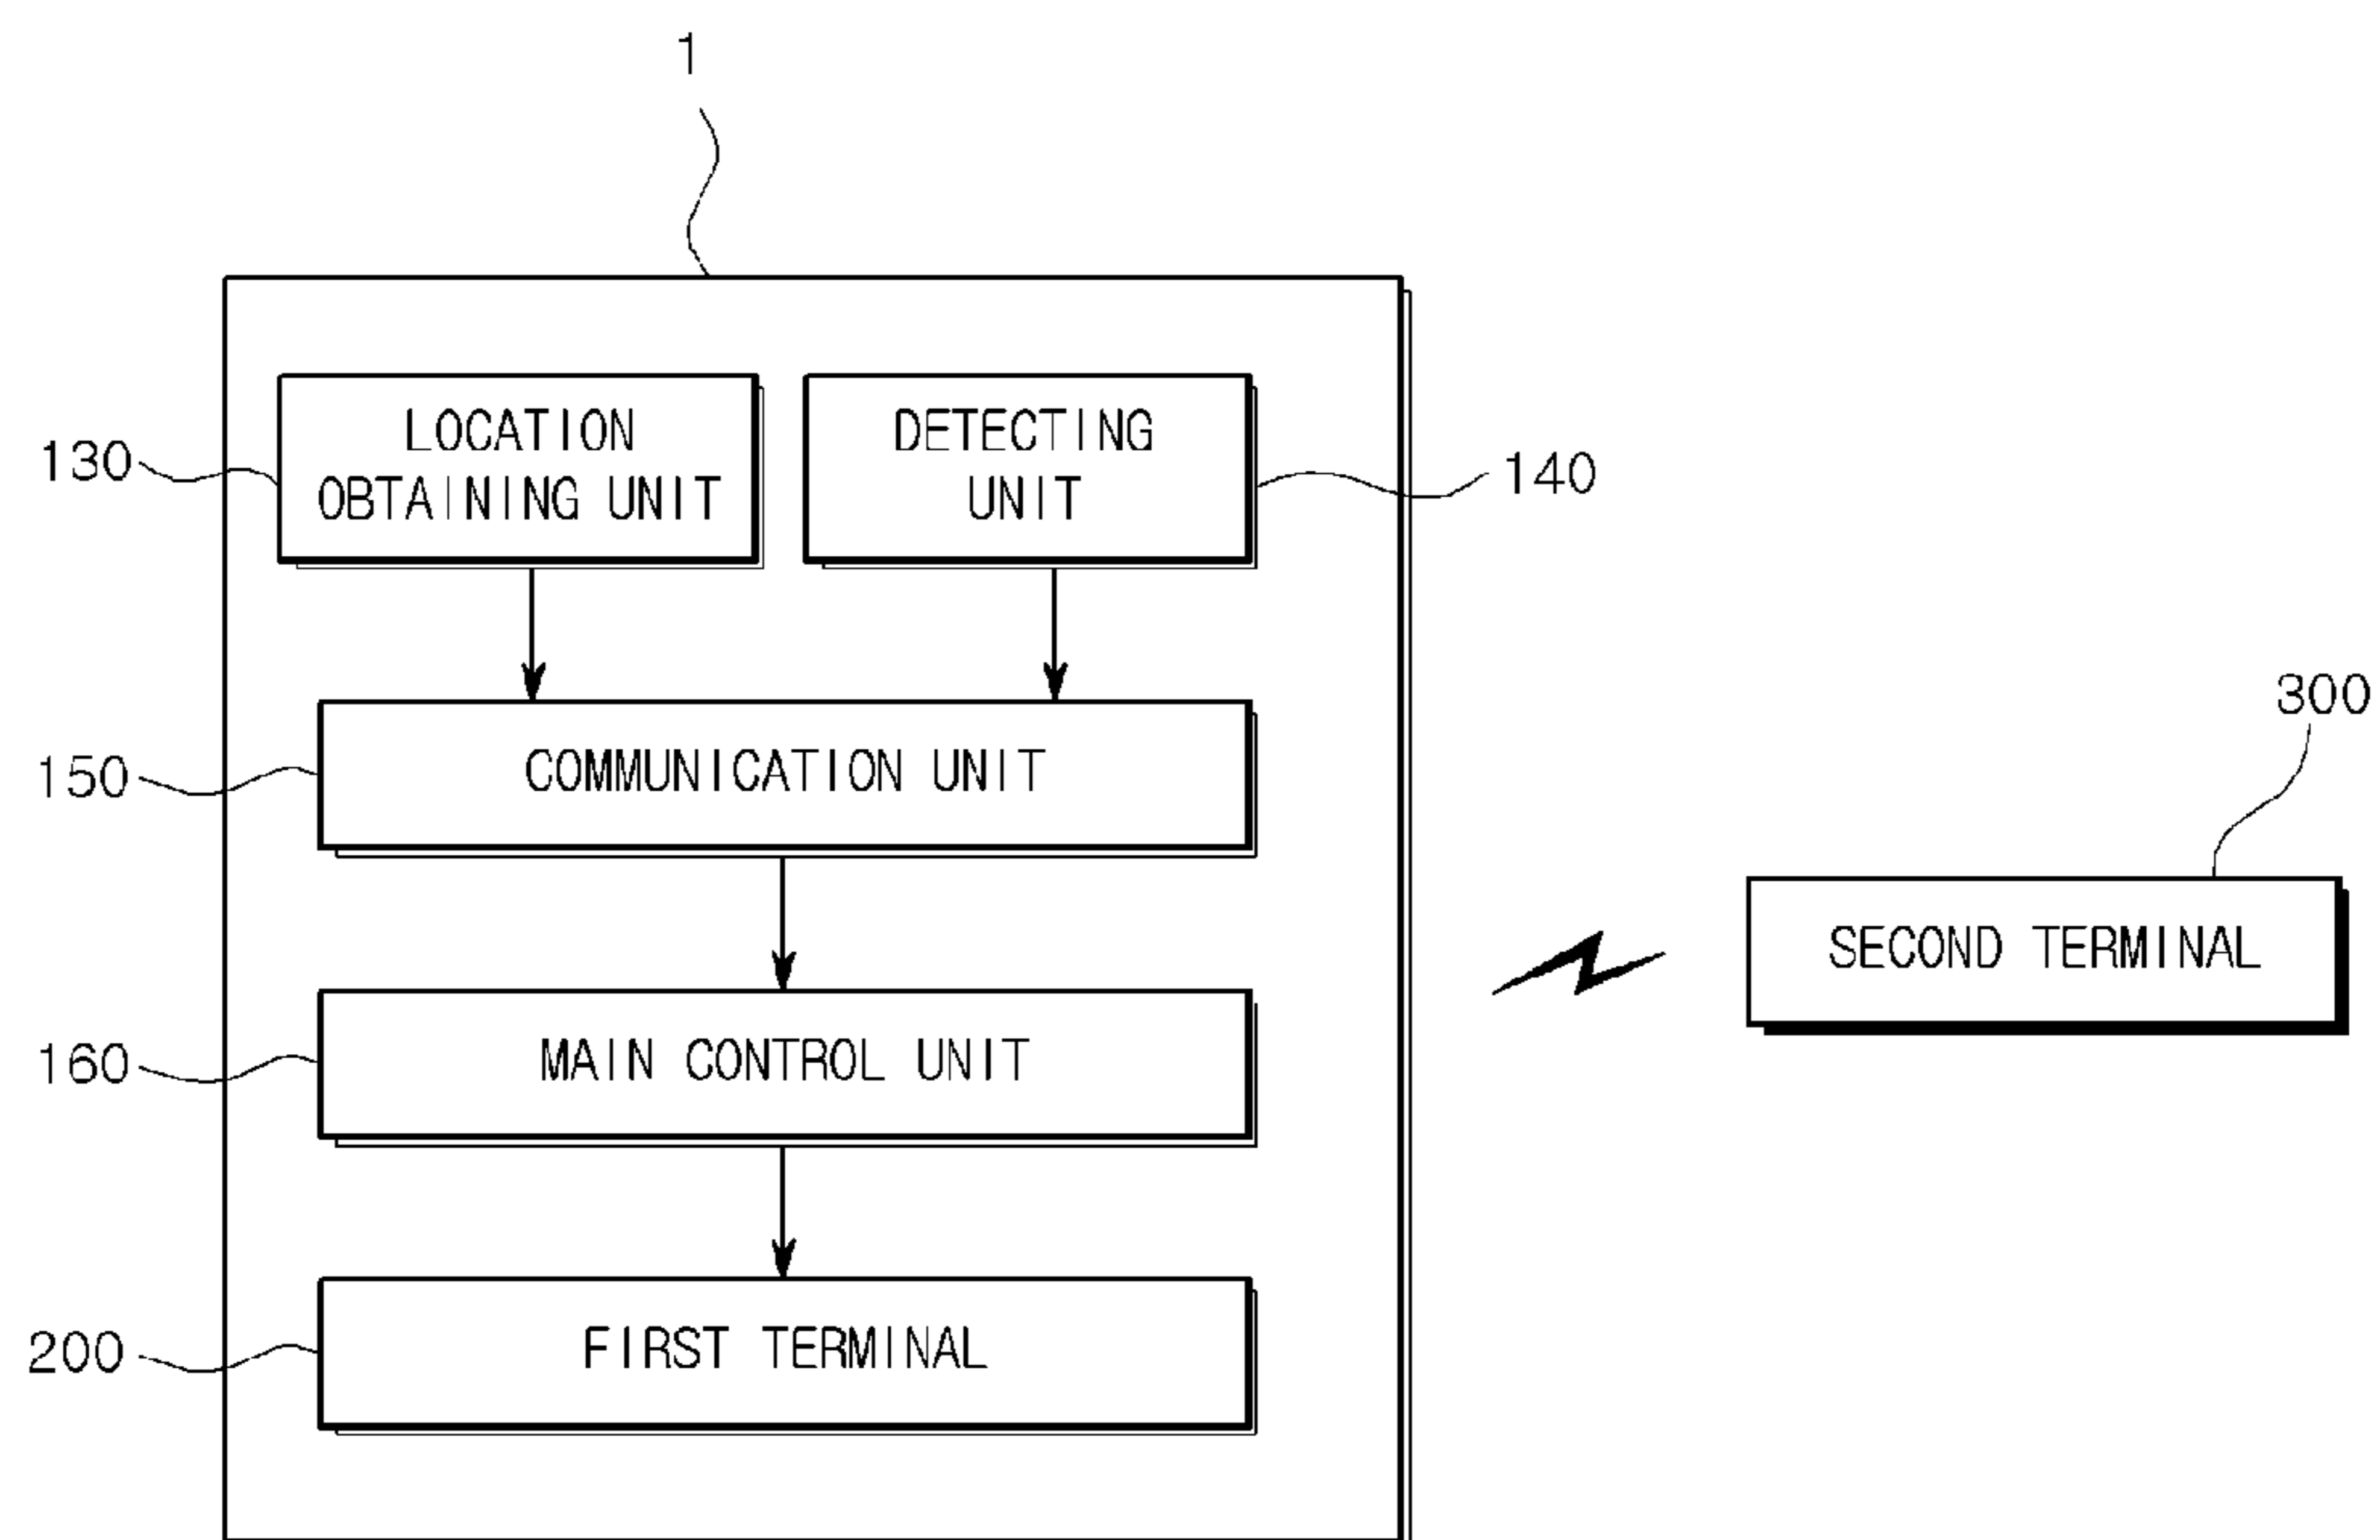 1
LOCATION
OBTAINING UNIT
130
DETECTING
UNIT
140
COMMUNICATION UNIT
150
300
SECOND TERMINAL
MAIN CONTROL UNIT
160
FIRST TERMINAL
200